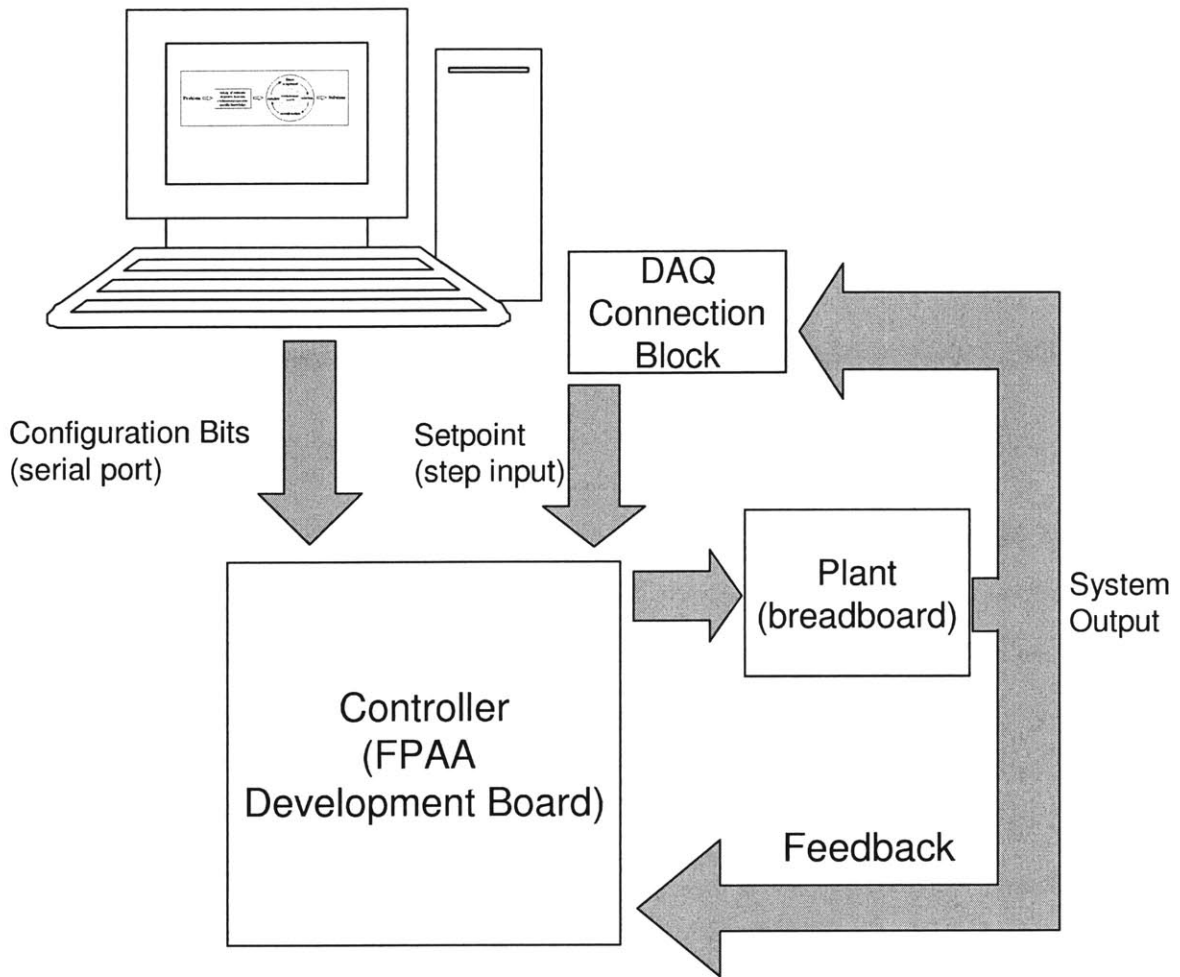 DAQ
Connection
Block
Configuration Bits
(serial port)
Setpoint
(step input)
Plant
(breadboard)
System
Output
Controller
(FPAA
Development Board)
Feedback